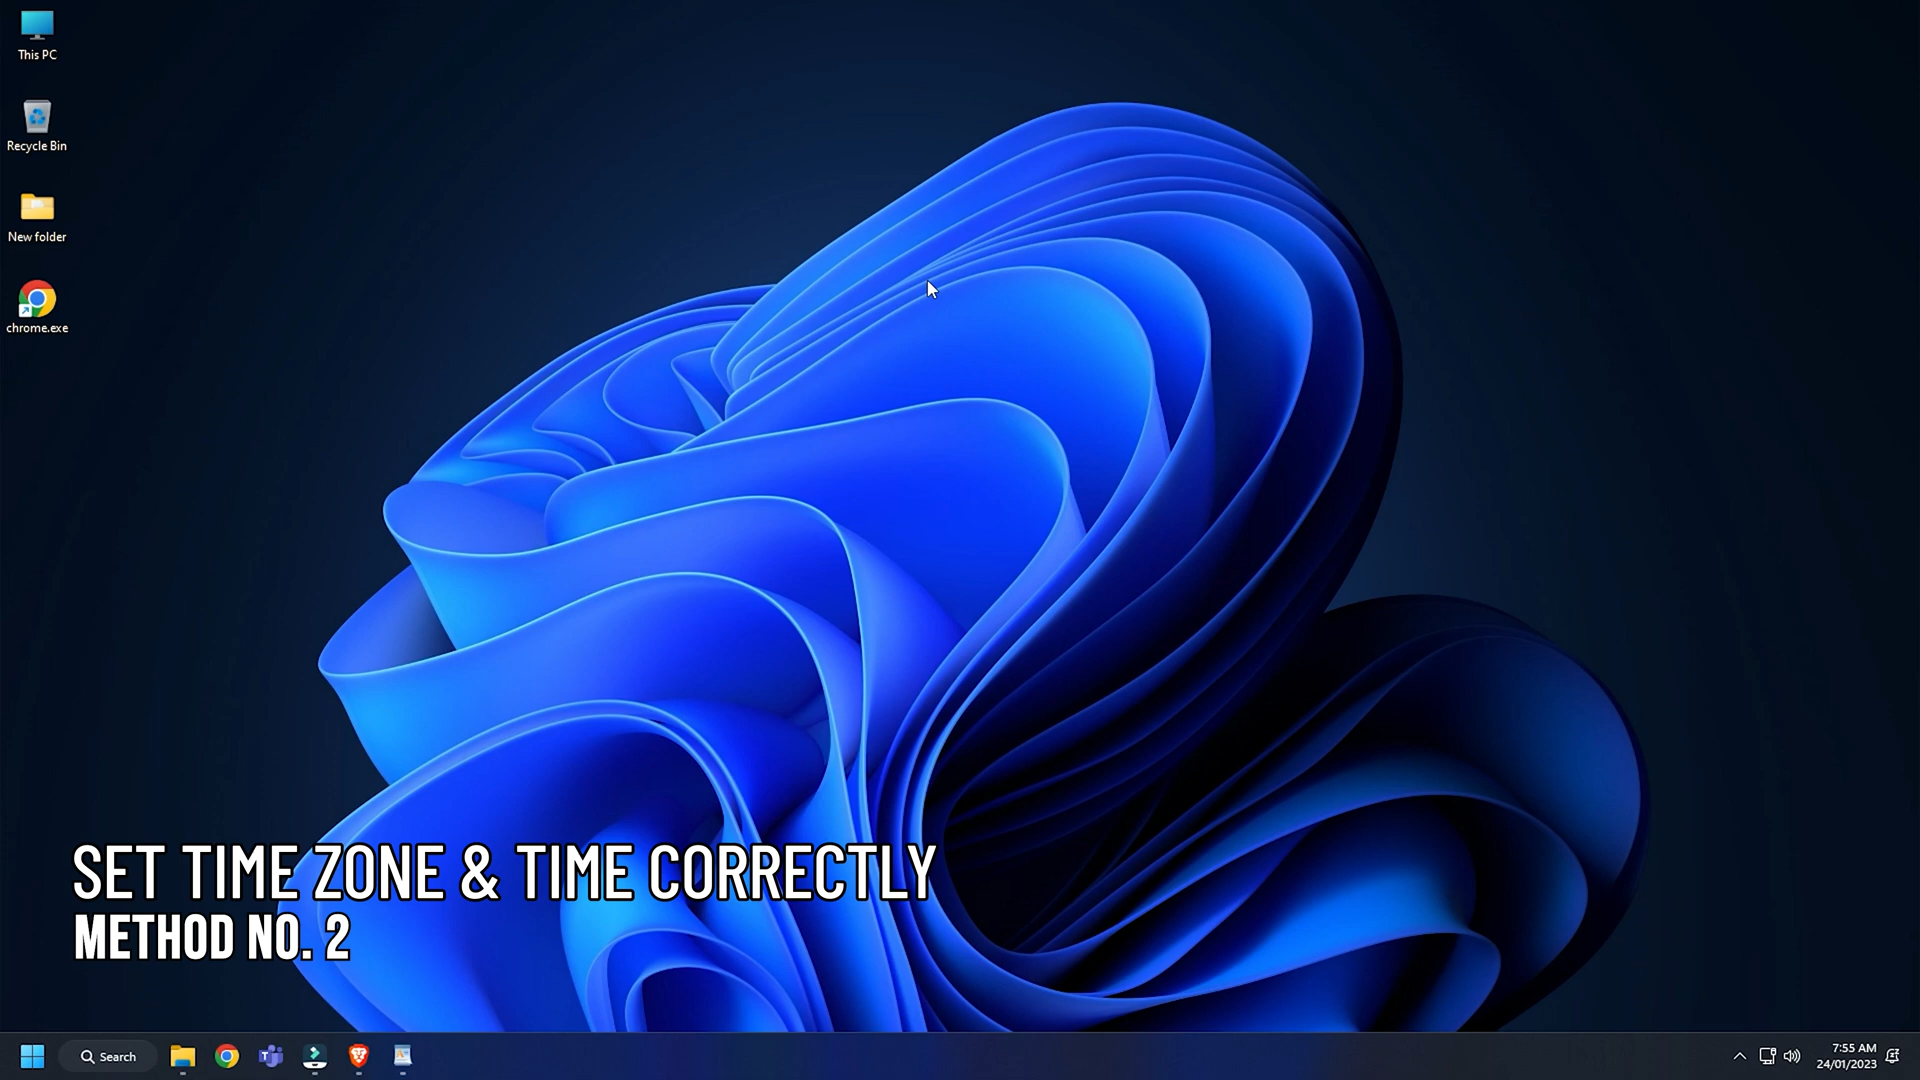 This PC
Recycle Bin
New folder
chrome.exe
SET TIME ZONE & TIME CORRECTLY
METHOD NO. 2
Search
7:55 AM
24/01/2023